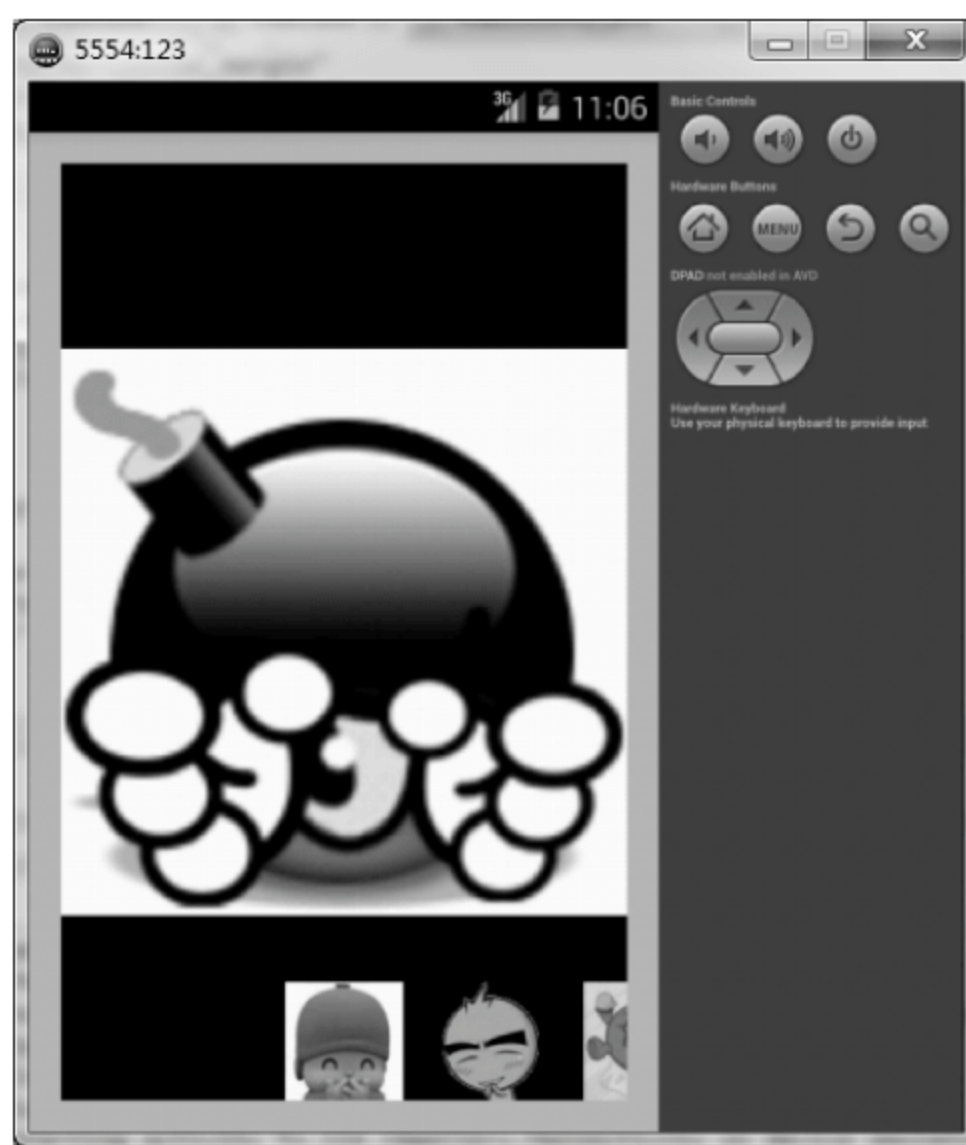 5554:123
3G 11:06
Basic Controls
Hardware Buttons
MENU
DPAD not enabled in AVD
Hardware Keyboard
Use your physical keyboard to provide input